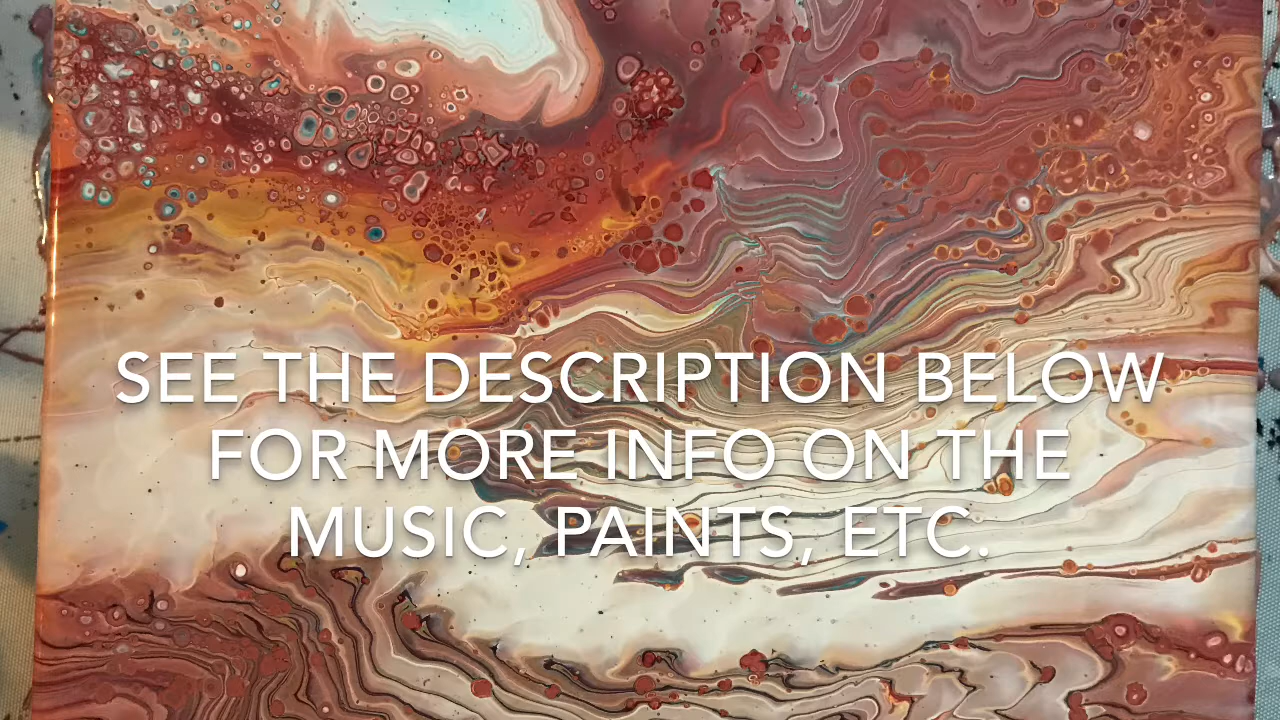 SEE THE DESCRIPTION BELOW
FOR MORE INFO ON THE
MUSIC, PAINTS, ETC.